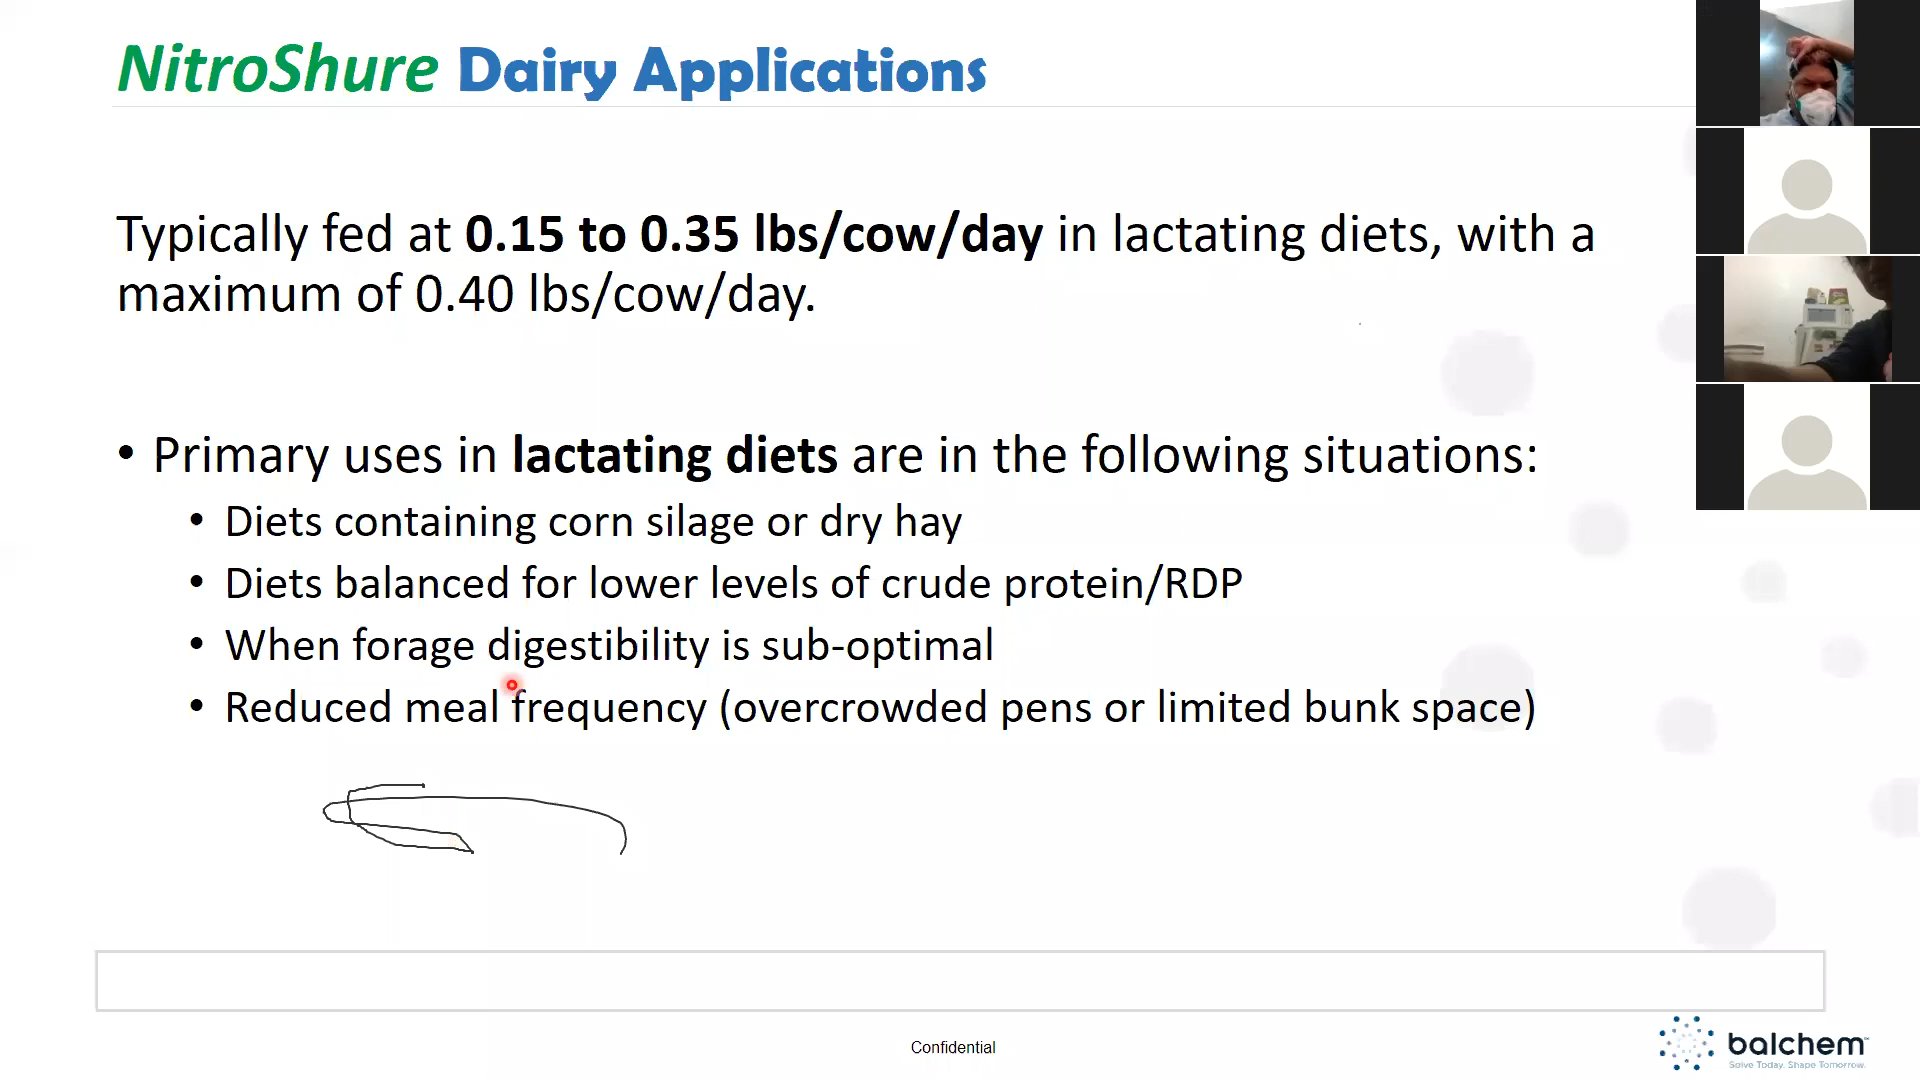 NitroShure Dairy Applications
Typically fed at 0.15 to 0.35 lbs/cow/day in lactating diets, with a
maximum of 0.40 lbs/cow/day.
• Primary uses in lactating diets are in the following situations:
• Diets containing corn silage or dry hay
• Diets balanced for lower levels of crude protein/RDP
• When forage digestibility is sub-optimal
• Reduced meal frequency (overcrowded pens or limited bunk space)
Confidential
balchem
Solve Today. Shape Tomorrow.